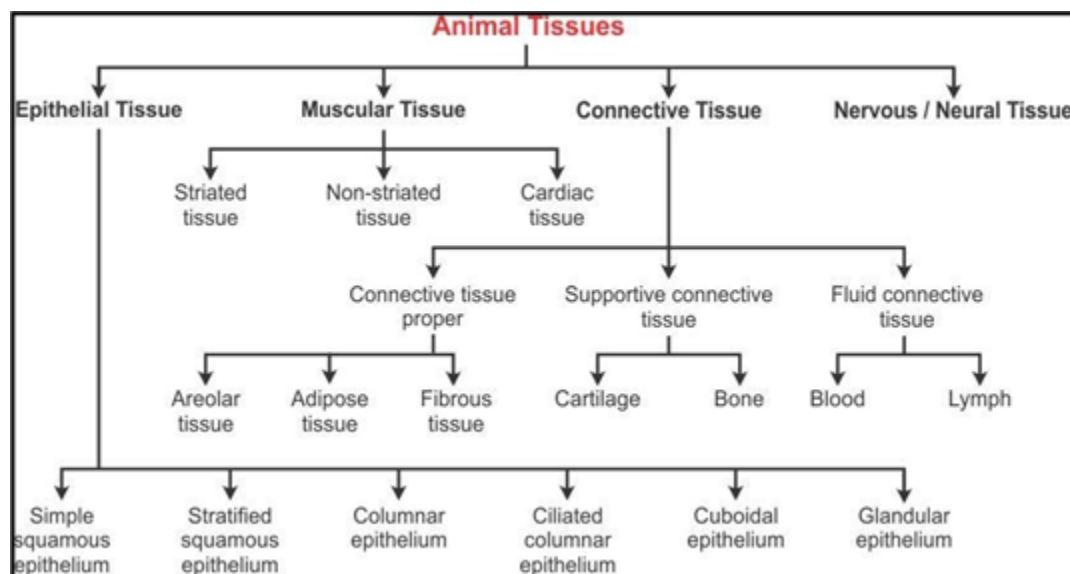 Animal Tissues
Epithelial Tissue
Muscular Tissue
Connective Tissue
Nervous / Neural Tissue
Striated
tissue
Non-striated
tissue
Cardiac
tissue
Connective tissue
proper
Supportive connective
tissue
Fluid connective
tissue
Areolar
tissue
Adipose
tissue
Fibrous
tissue
Cartilage
Bone
Blood
Lymph
Simple
squamous
epithelium
Stratified
squamous
epithelium
Columnar
epithelium
Ciliated
columnar
epithelium
Cuboidal
epithelium
Glandular
epithelium